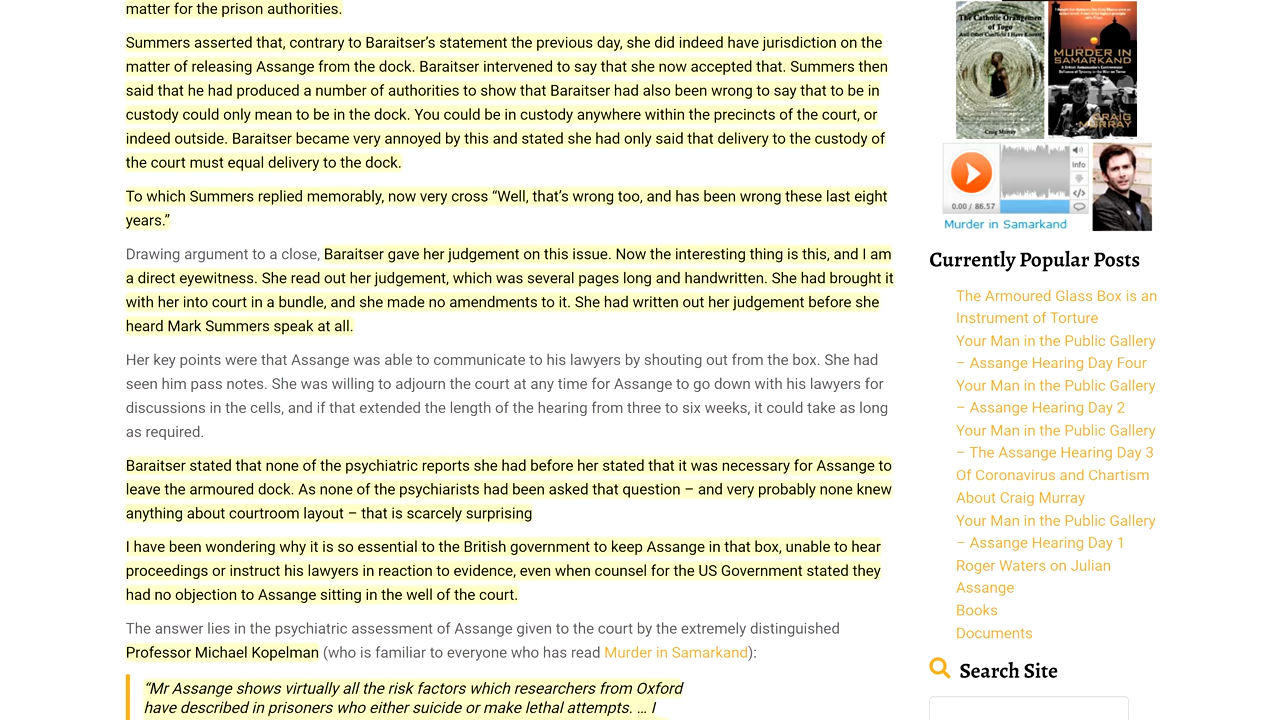 matter for the prison authorities.
Summers asserted that, contrary to Baraitser’s statement the previous day, she did indeed have jurisdiction on the
matter of releasing Assange from the dock. Baraitser intervened to say that she now accepted that. Summers then
said that he had produced a number of authorities to show that Baraitser had also been wrong to say that to be in
custody could only mean to be in the dock. You could be in custody anywhere within the precincts of the court, or
indeed outside. Baraitser became very annoyed by this and stated she had only said that delivery to the custody of
the court must equal delivery to the dock.
To which Summers replied memorably, now very cross “Well, that’s wrong too, and has been wrong these last eight
years.”
Drawing argument to a close, Baraitser gave her judgement on this issue. Now the interesting thing is this, and I am
a direct eyewitness. She read out her judgement, which was several pages long and handwritten. She had brought it
with her into court in a bundle, and she made no amendments to it. She had written out her judgement before she
heard Mark Summers speak at all.
Her key points were that Assange was able to communicate to his lawyers by shouting out from the box. She had
seen him pass notes. She was willing to adjourn the court at any time for Assange to go down with his lawyers for
discussions in the cells, and if that extended the length of the hearing from three to six weeks, it could take as long
as required.
Baraitser stated that none of the psychiatric reports she had before her stated that it was necessary for Assange to
leave the armoured dock. As none of the psychiarists had been asked that question – and very probably none knew
anything about courtroom layout – that is scarcely surprising
I have been wondering why it is so essential to the British government to keep Assange in that box, unable to hear
proceedings or instruct his lawyers in reaction to evidence, even when counsel for the US Government stated they
had no objection to Assange sitting in the well of the court.
The answer lies in the psychiatric assessment of Assange given to the court by the extremely distinguished
Professor Michael Kopelman (who is familiar to everyone who has read Murder in Samarkand):
“Mr Assange shows virtually all the risk factors which researchers from Oxford
have described in prisoners who either suicide or make lethal attempts. … I
The Catholic Orangemen
of Togo
And Other Conflicts I Have Known
Craig Murray
MURDER IN
SAMARKAND
A British Ambassador's Controversial
Defiance of Tyranny in the War on Terror
CRAIG
MURRAY
Info
0.00 / 86.57
Murder in Samarkand
Currently Popular Posts
The Armoured Glass Box is an
Instrument of Torture
Your Man in the Public Gallery
– Assange Hearing Day Four
Your Man in the Public Gallery
– Assange Hearing Day 2
Your Man in the Public Gallery
– The Assange Hearing Day 3
Of Coronavirus and Chartism
About Craig Murray
Your Man in the Public Gallery
– Assange Hearing Day 1
Roger Waters on Julian
Assange
Books
Documents
Search Site